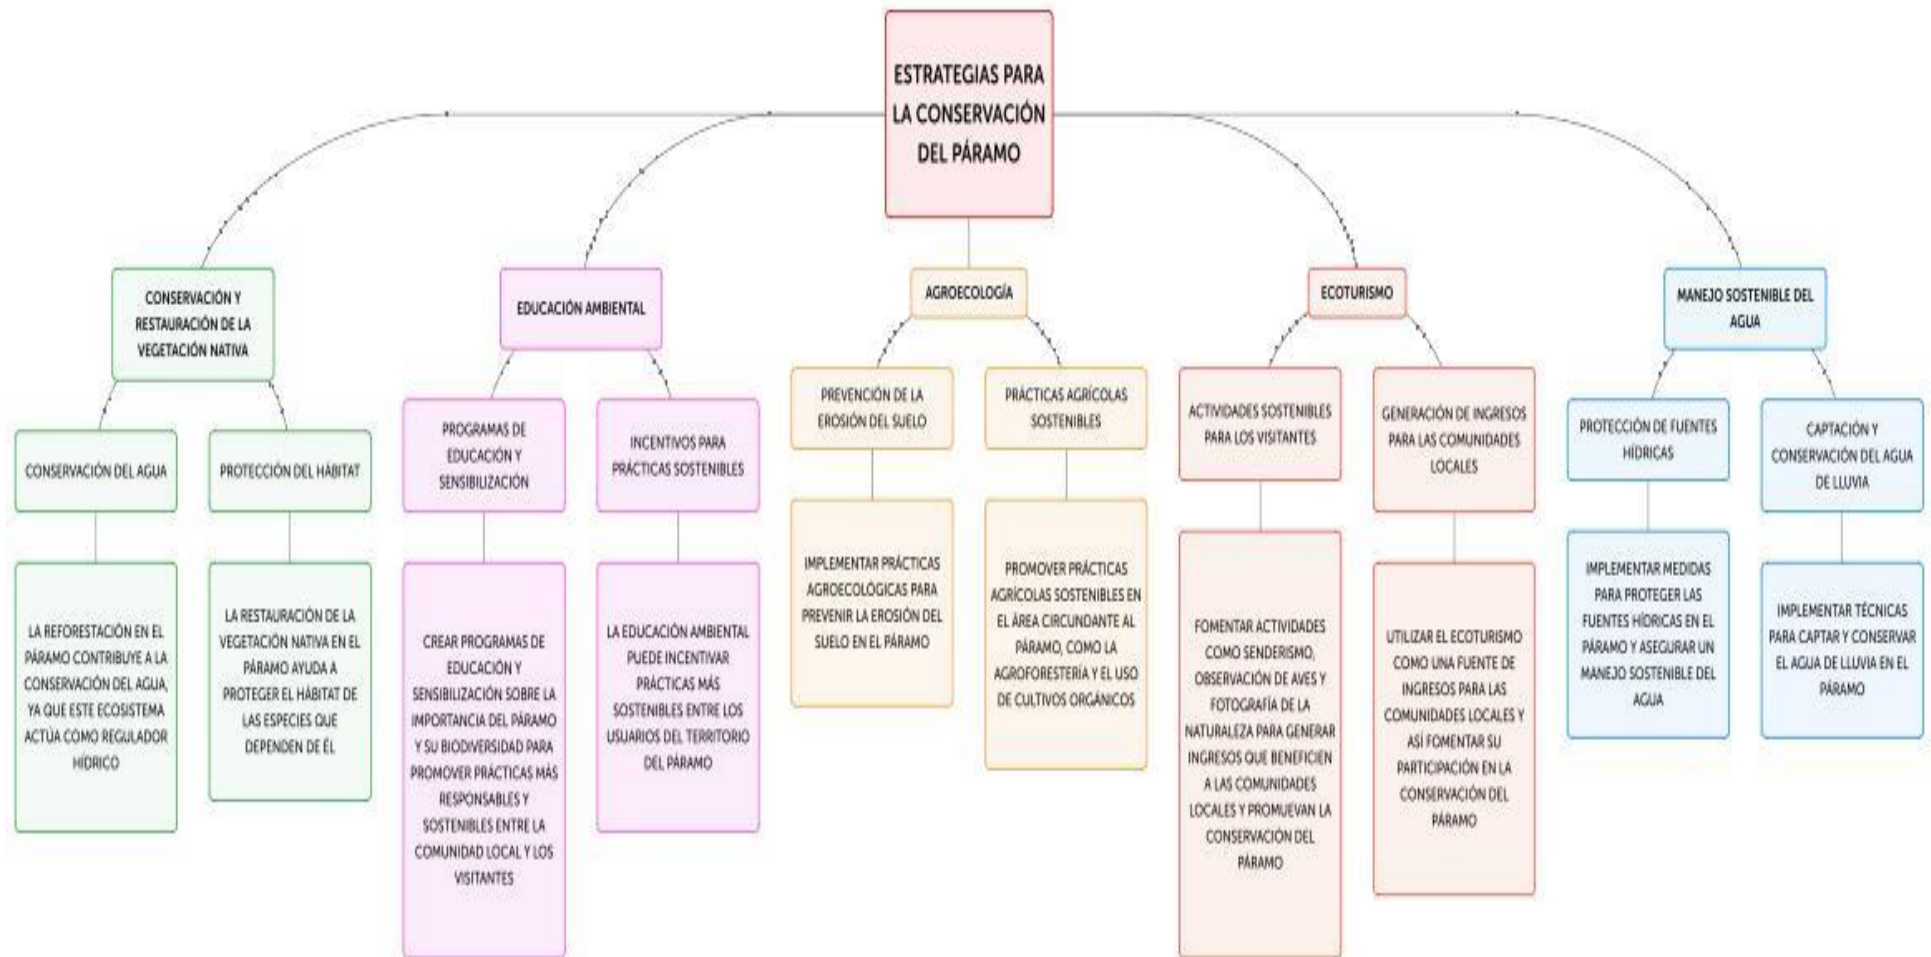 ESTRATEGIAS PARA
LA CONSERVACIÓN
DEL PÁRAMO
CONSERVACIÓN Y
RESTAURACIÓN DE LA
VEGETACIÓN NATIVA
CONSERVACIÓN DEL AGUA
LA REFORESTACIÓN EN EL
PÁRAMO CONTRIBUYE A LA
CONSERVACIÓN DEL AGUA,
YA QUE ESTE ECOSISTEMA
ACTÚA COMO REGULADOR
HÍDRICO
PROTECCIÓN DEL HÁBITAT
LA RESTAURACIÓN DE LA
VEGETACIÓN NATIVA EN EL
PÁRAMO AYUDA A
PROTEGER EL HÁBITAT DE
LAS ESPECIES QUE
DEPENDEN DE ÉL
EDUCACIÓN AMBIENTAL
PROGRAMAS DE
EDUCACIÓN Y
SENSIBILIZACIÓN
CREAR PROGRAMAS DE
EDUCACIÓN Y
SENSIBILIZACIÓN SOBRE LA
IMPORTANCIA DEL PÁRAMO
Y SU BIODIVERSIDAD PARA
PROMOVER PRÁCTICAS MÁS
RESPONSABLES Y
SOSTENIBLES ENTRE LA
COMUNIDAD LOCAL Y LOS
VISITANTES
INCENTIVOS PARA
PRÁCTICAS SOSTENIBLES
LA EDUCACIÓN AMBIENTAL
PUEDE INCENTIVAR
PRÁCTICAS MÁS
SOSTENIBLES ENTRE LOS
USUARIOS DEL TERRITORIO
DEL PÁRAMO
AGROECOLOGÍA
PREVENCIÓN DE LA
EROSIÓN DEL SUELO
IMPLEMENTAR PRÁCTICAS
AGROECOLÓGICAS PARA
PREVENIR LA EROSIÓN DEL
SUELO EN EL PÁRAMO
PRÁCTICAS AGRÍCOLAS
SOSTENIBLES
PROMOVER PRÁCTICAS
AGRÍCOLAS SOSTENIBLES EN
EL ÁREA CIRCUNDANTE AL
PÁRAMO, COMO LA
AGROFORESTERÍA Y EL USO
DE CULTIVOS ORGÁNICOS
ECOTURISMO
ACTIVIDADES SOSTENIBLES
PARA LOS VISITANTES
FOMENTAR ACTIVIDADES
COMO SENDERISMO,
OBSERVACIÓN DE AVES Y
FOTOGRAFÍA DE LA
NATURALEZA PARA GENERAR
INGRESOS QUE BENEFICIEN
A LAS COMUNIDADES
LOCALES Y PROMUEVAN LA
CONSERVACIÓN DEL
PÁRAMO
GENERACIÓN DE INGRESOS
PARA LAS COMUNIDADES
LOCALES
UTILIZAR EL ECOTURISMO
COMO UNA FUENTE DE
INGRESOS PARA LAS
COMUNIDADES LOCALES Y
ASÍ FOMENTAR SU
PARTICIPACIÓN EN LA
CONSERVACIÓN DEL
PÁRAMO
MANEJO SOSTENIBLE DEL
AGUA
PROTECCIÓN DE FUENTES
HÍDRICAS
IMPLEMENTAR MEDIDAS
PARA PROTEGER LAS
FUENTES HÍDRICAS EN EL
PÁRAMO Y ASEGURAR UN
MANEJO SOSTENIBLE DEL
AGUA
CAPTACIÓN Y
CONSERVACIÓN DEL AGUA
DE LLUVIA
IMPLEMENTAR TÉCNICAS
PARA CAPTAR Y CONSERVAR
EL AGUA DE LLUVIA EN EL
PÁRAMO